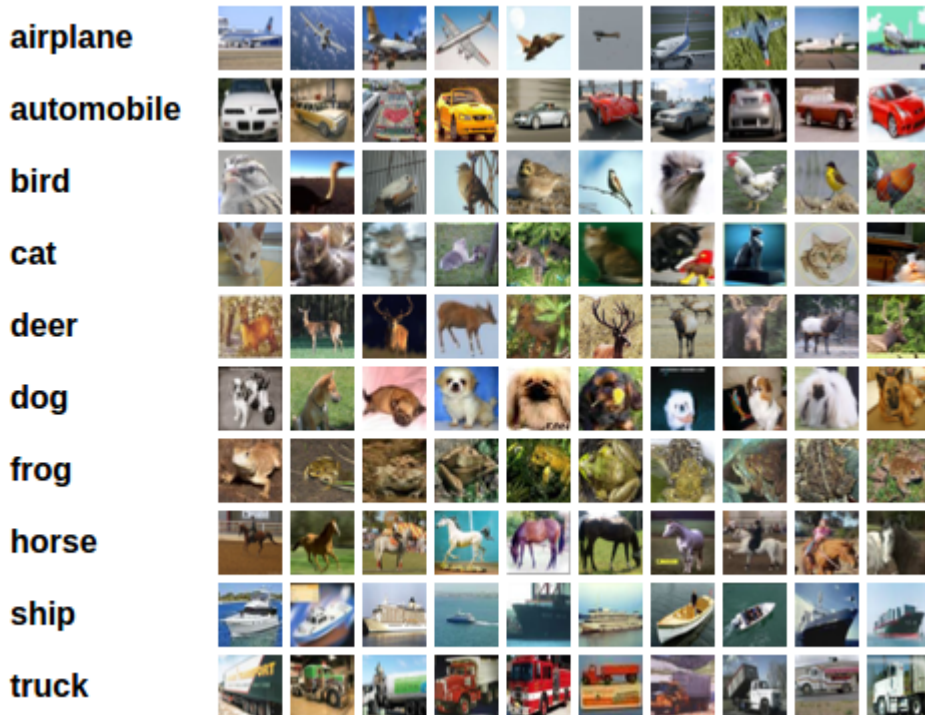 airplane
automobile
bird
cat
deer
dog
frog
horse
ship
truck